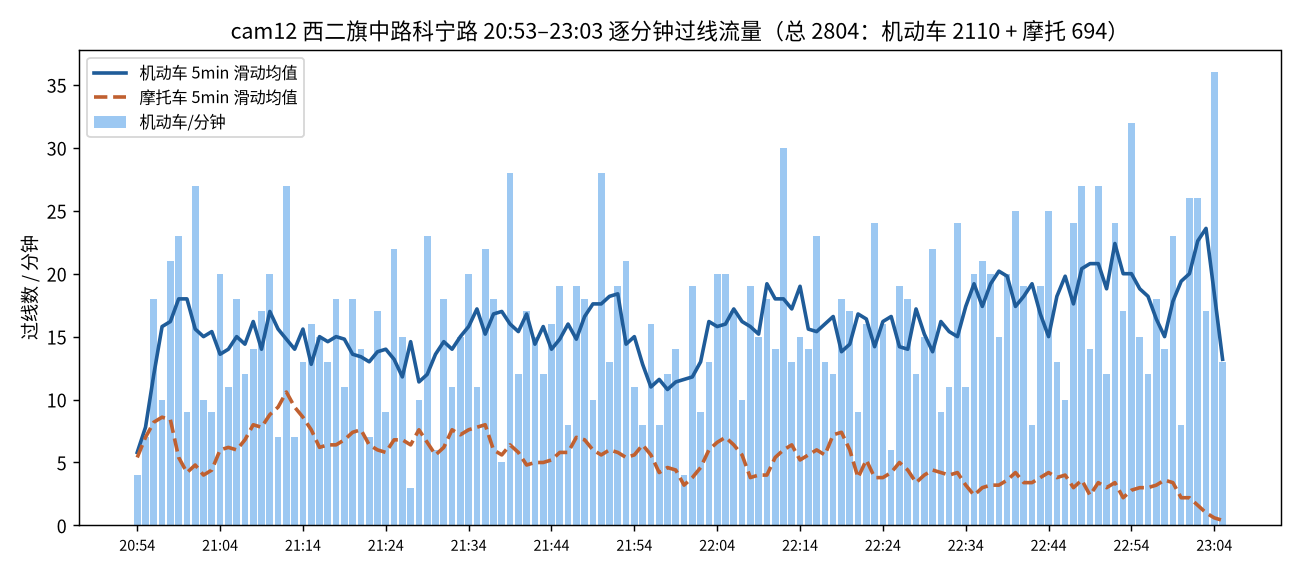 cam12 西二旗中路科宁路 20:53–23:03 逐分钟过线流量（总 2804：机动车 2110 + 摩托 694）
机动车 5min 滑动均值
摩托车 5min 滑动均值
机动车/分钟
过线数 / 分钟
35
30
25
20
15
10
5
0
20:54 21:04 21:14 21:24 21:34 21:44 21:54 22:04 22:14 22:24 22:34 22:44 22:54 23:04